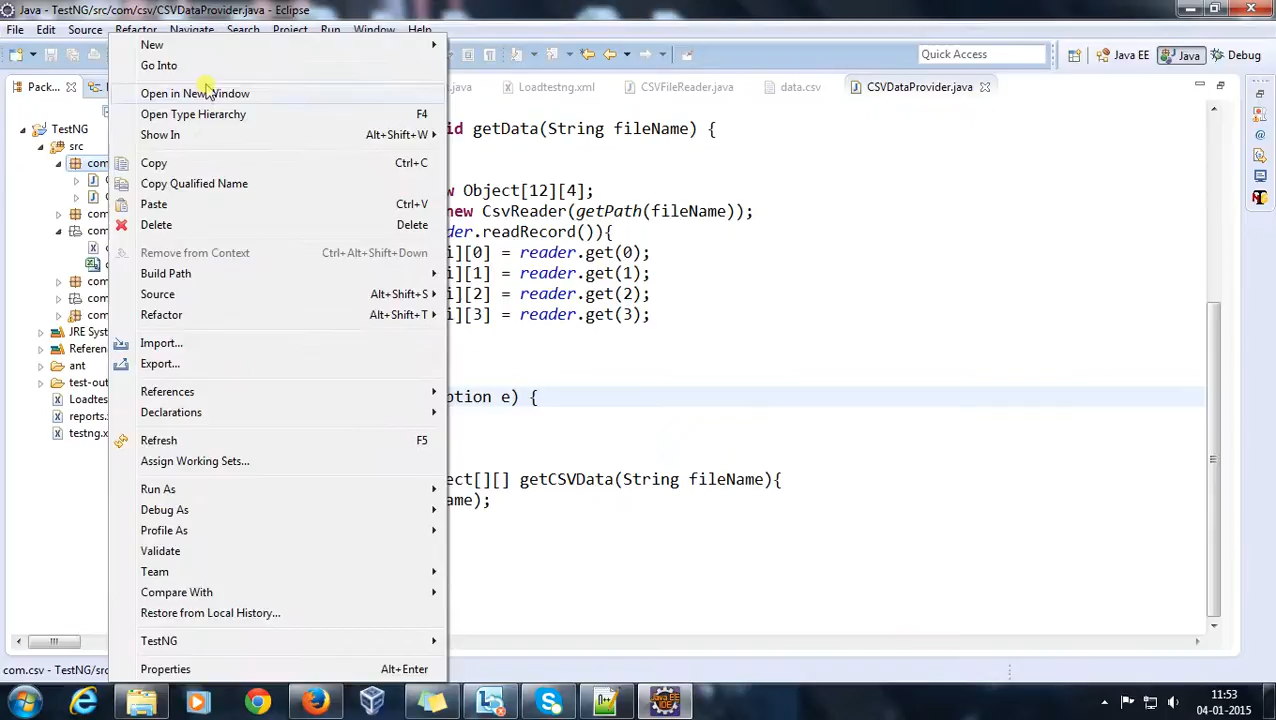 Java - TestNG/src/com/csv/CSVDataProvider.java - Eclipse
File Edit Source Refactor Navigate Search Project Run Window Help
Quick Access Java EE Java Debug
Pack... .java Loadtestng.xml CSVFileReader.java data.csv CSVDataProvider.java
TestNG
src
com
com
com
com
com
com
JRE Sys
Reference
ant
test-out
Loadte
reports.
testng.x
New
Go Into
Open in New Window
Open Type Hierarchy F4
Show In Alt+Shift+W
Copy Ctrl+C
Copy Qualified Name
Paste Ctrl+V
Delete Delete
Remove from Context Ctrl+Alt+Shift+Down
Build Path
Source Alt+Shift+S
Refactor Alt+Shift+T
Import...
Export...
References
Declarations
Refresh F5
Assign Working Sets...
Run As
Debug As
Profile As
Validate
Team
Compare With
Restore from Local History...
TestNG
Properties Alt+Enter
id getData(String fileName) {
w Object[12][4];
new CsvReader(getPath(fileName));
der.readRecord()){
i][0] = reader.get(0);
i][1] = reader.get(1);
i][2] = reader.get(2);
i][3] = reader.get(3);
ption e) {
ect[][] getCSVData(String fileName){
ame);
com.csv - TestNG/src
11:53
04-01-2015